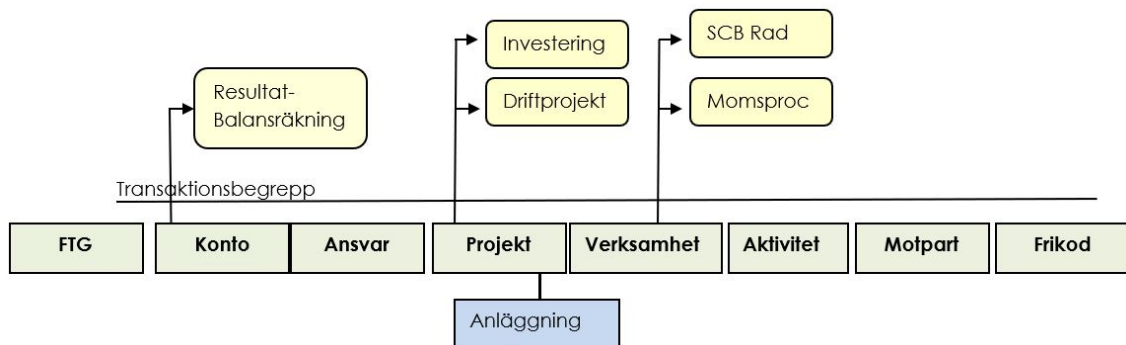 Investering
SCB Rad
Resultat-
Balansräkning
Driftprojekt
Momsproc
Transaktionsbegrepp
FTG
Konto
Ansvar
Projekt
Verksamhet
Aktivitet
Motpart
Frikod
Anläggning